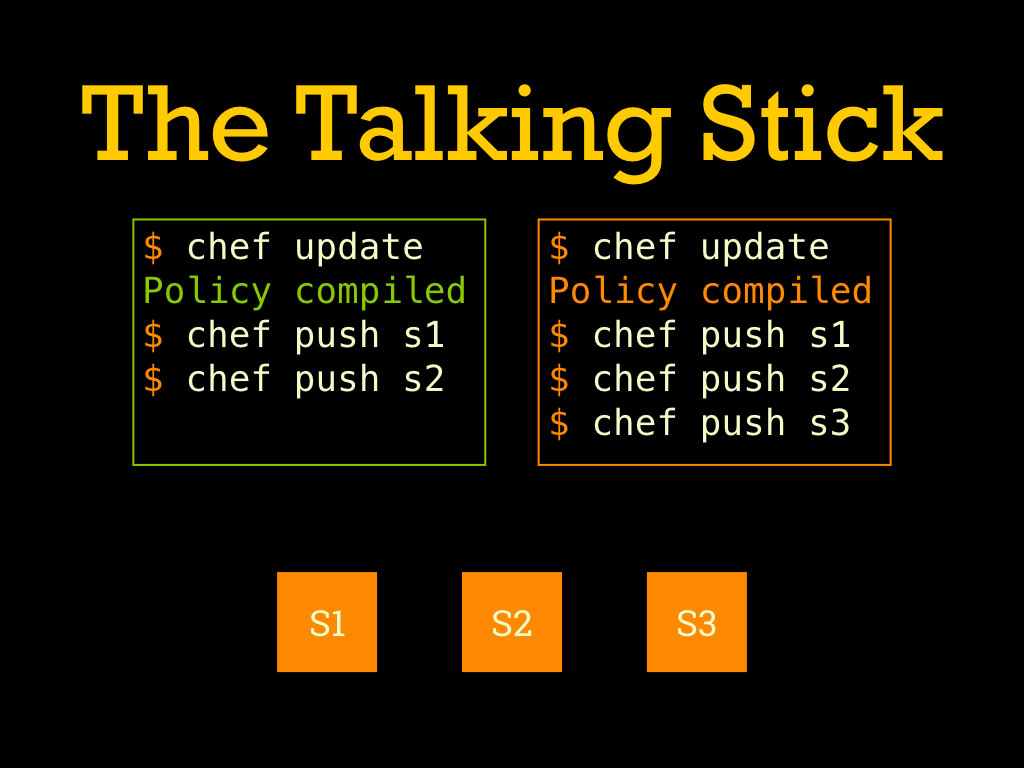 The Talking Stick
$ chef update
Policy compiled
$ chef push s1
$ chef push s2
$ chef update
Policy compiled
$ chef push s1
$ chef push s2
$ chef push s3
S1
S2
S3